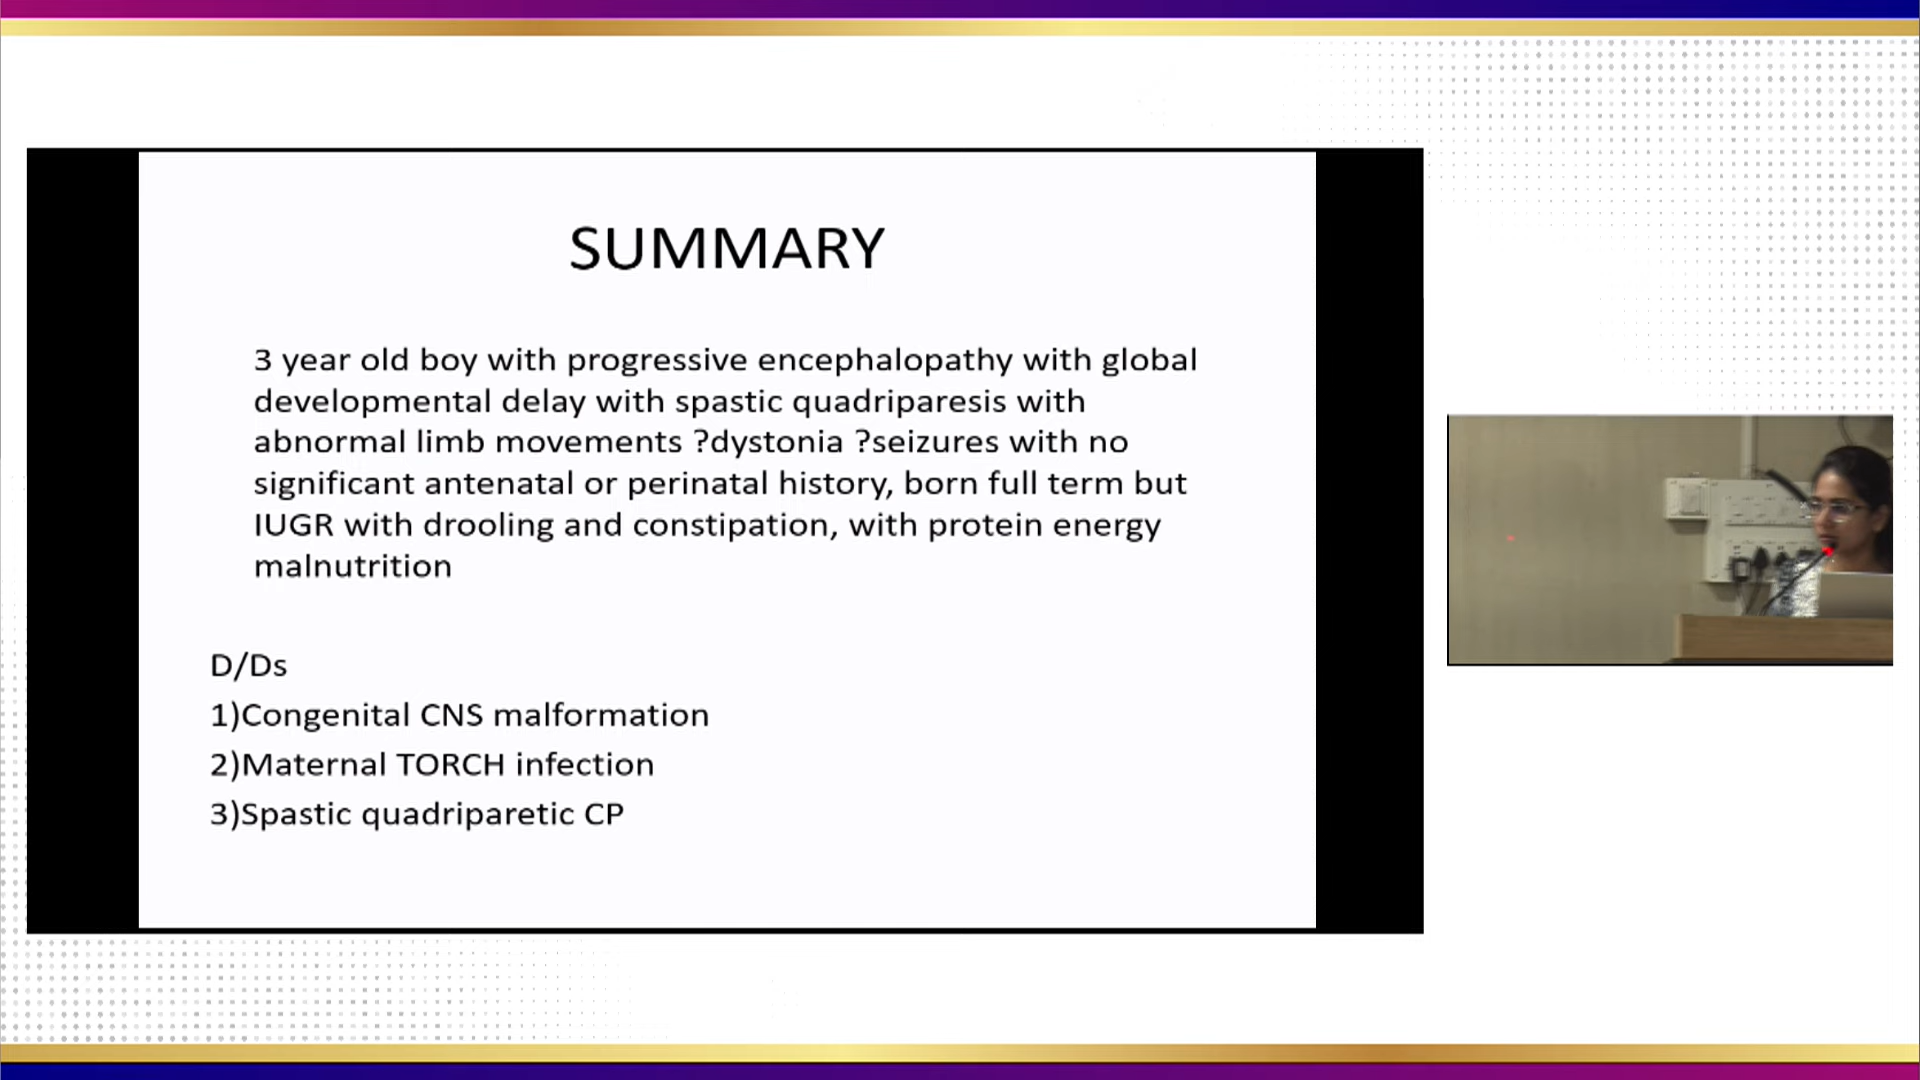 SUMMARY
3 year old boy with progressive encephalopathy with global
developmental delay with spastic quadriparesis with
abnormal limb movements ?dystonia ?seizures with no
significant antenatal or perinatal history, born full term but
IUGR with drooling and constipation, with protein energy
malnutrition
D/Ds
1)Congenital CNS malformation
2)Maternal TORCH infection
3)Spastic quadriparetic CP